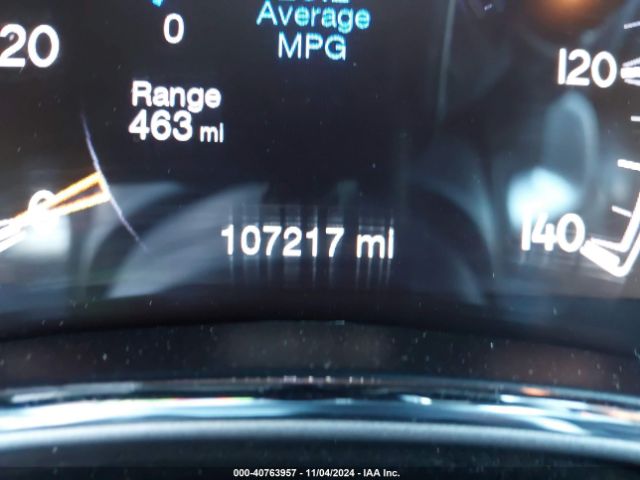 20
0
Average
MPG
120
Range
463 mi
107217 mi
140
000-40763957 - 11/04/2024 - IAA Inc.